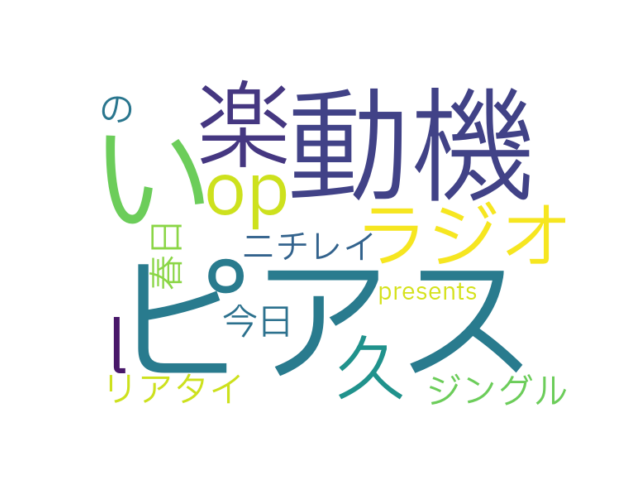 の
楽
動機
い
op
ラジオ
春日
ニチレイ
ピアス
presents
今日
l
久
リアタイ
ジングル